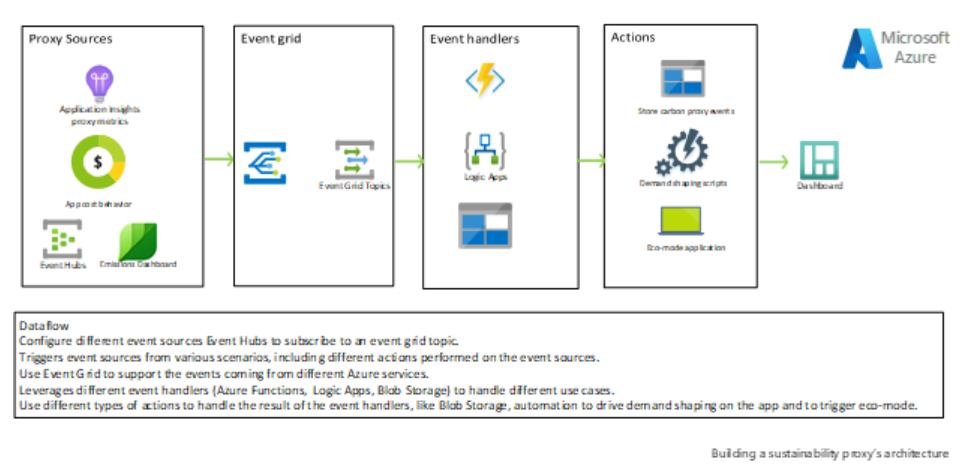 Proxy Sources
Application Insights
proxy metrics
$
App cost behavior
Event Hubs
Emissions Dashboard
Event grid
Event Grid Topics
Event handlers
Logic Apps
Actions
Store carbon proxy events
Demand shaping scripts
Eco-mode application
Dashboard
Microsoft
Azure
Dataflow
Configure different event sources Event Hubs to subscribe to an event grid topic.
Triggers event sources from various scenarios, including different actions performed on the event sources.
Use Event Grid to support the events coming from different Azure services.
Leverages different event handlers (Azure Functions, Logic Apps, Blob Storage) to handle different use cases.
Use different types of actions to handle the result of the event handlers, like Blob Storage, automation to drive demand shaping on the app and to trigger eco-mode.
Building a sustainability proxy's architecture